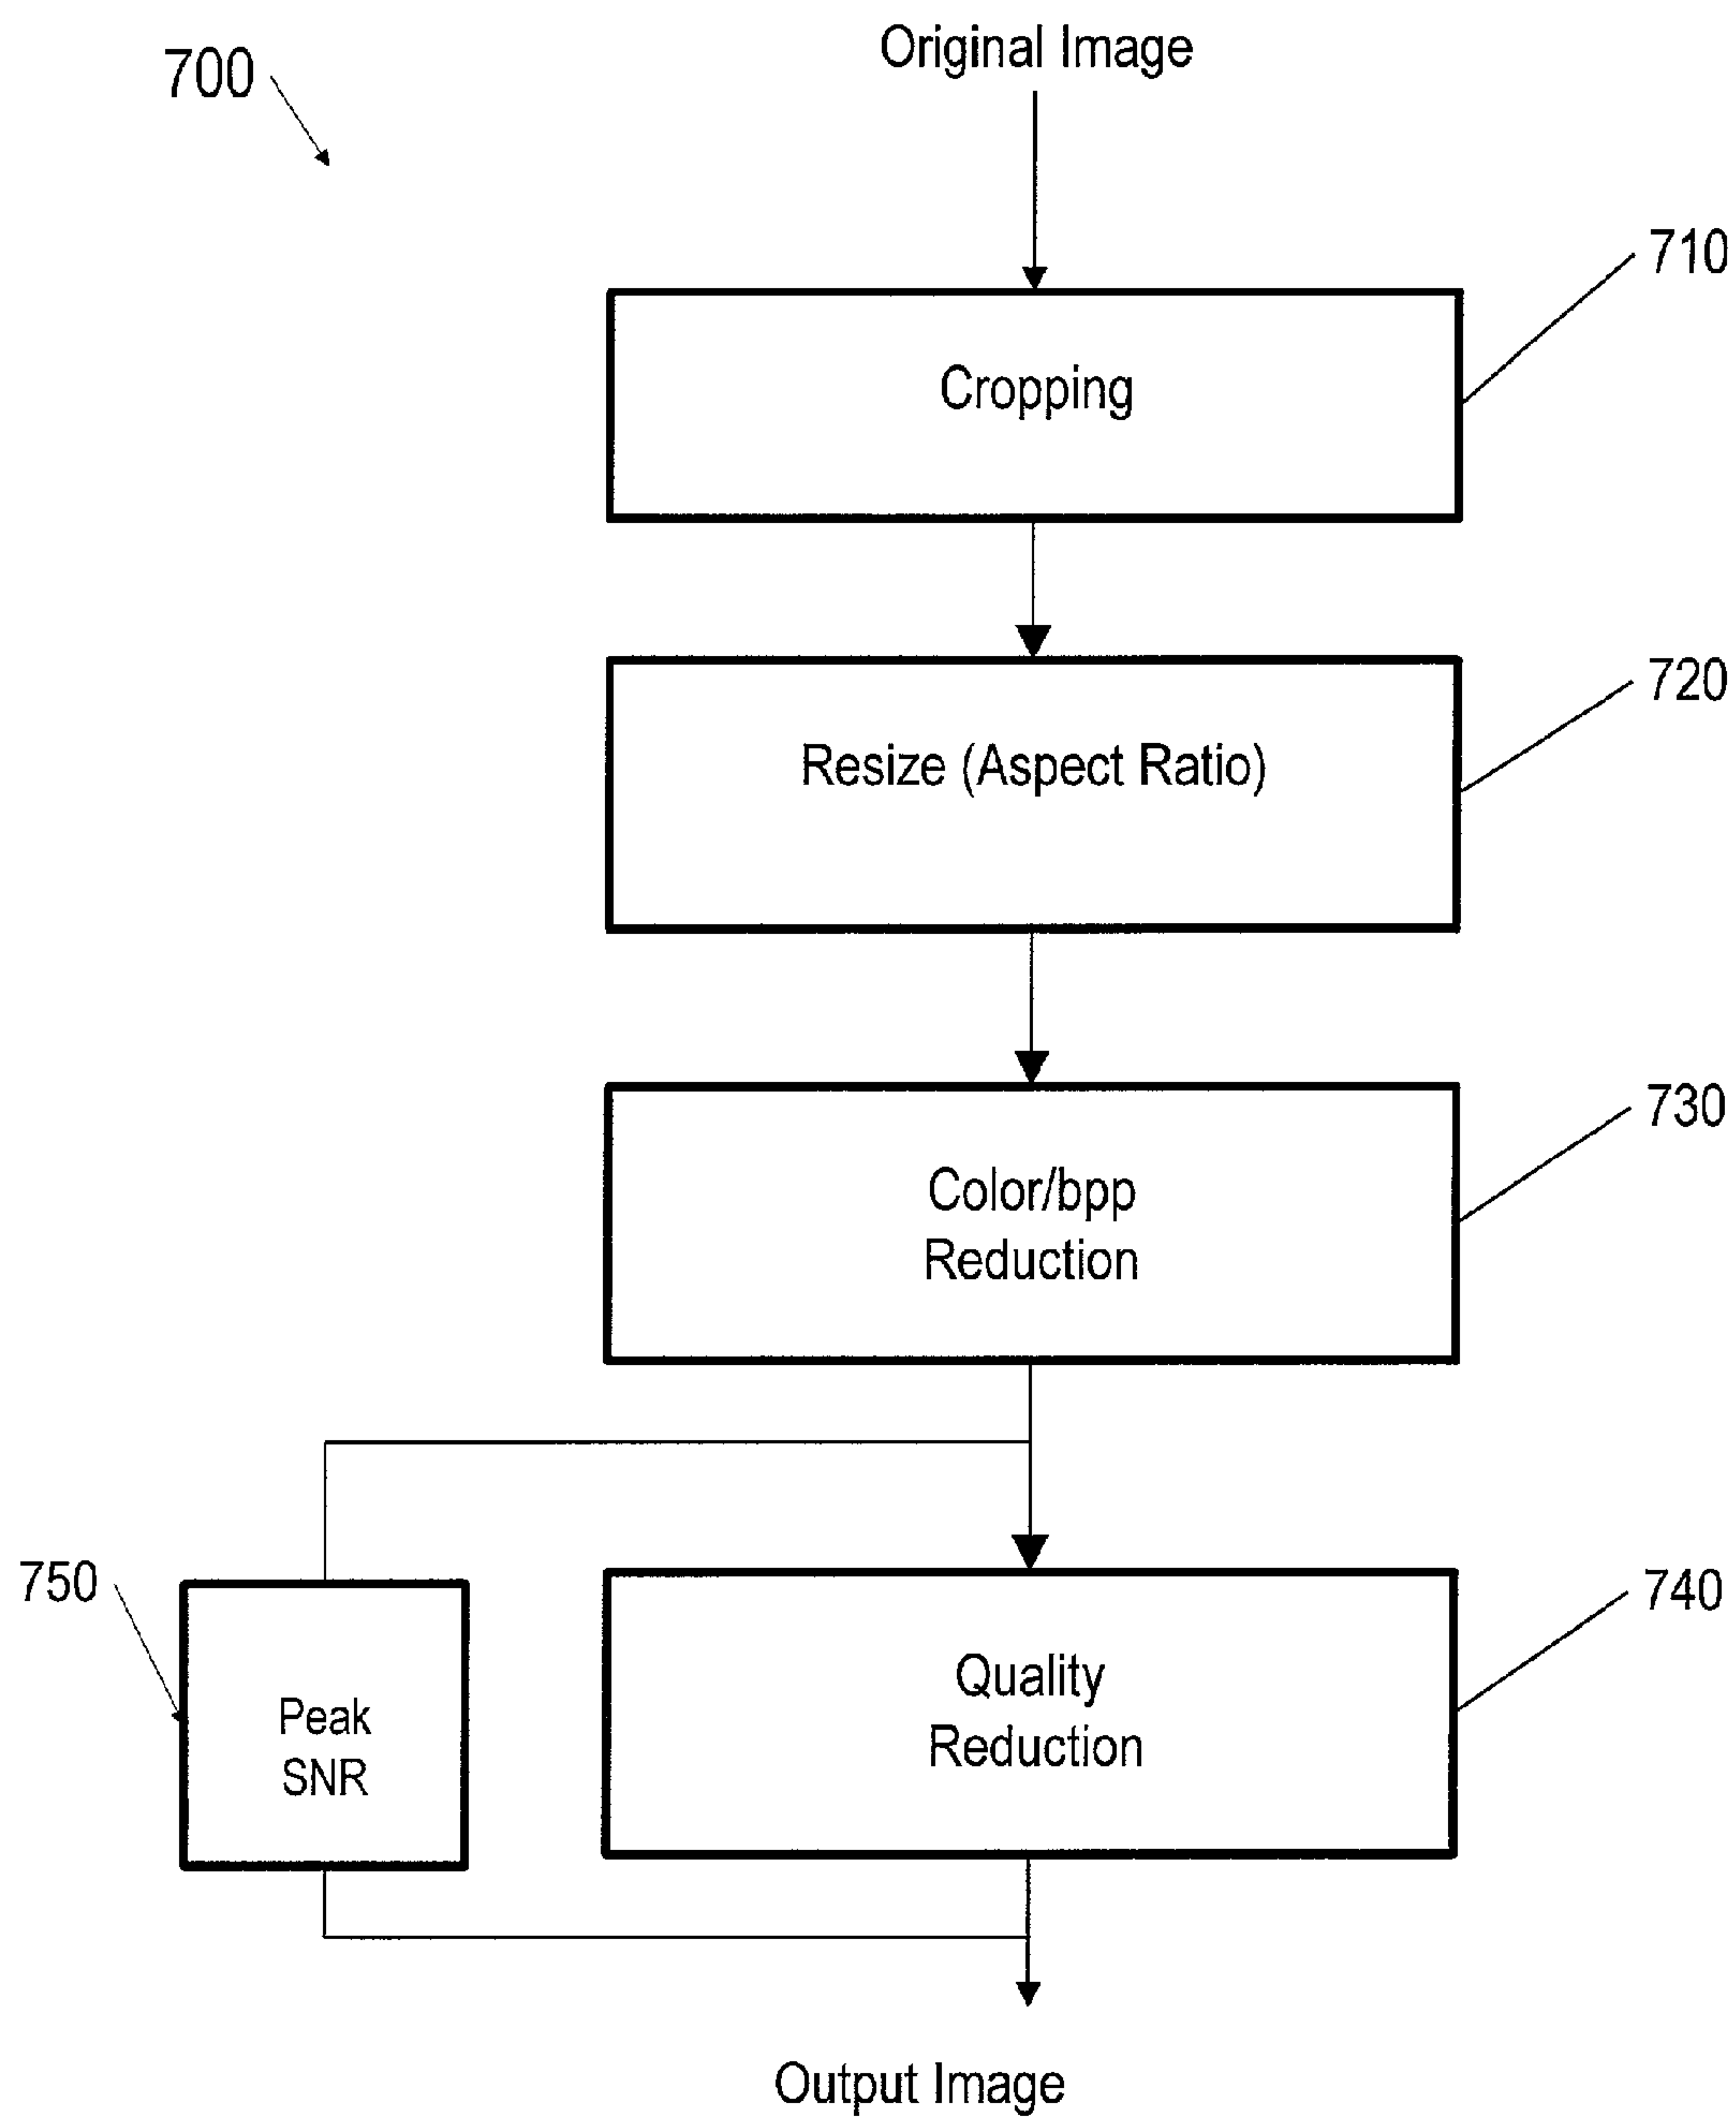 700
Original Image
710
Cropping
720
Resize (Aspect Ratio)
730
Color/bpp
Reduction
750
740
Quality
Reduction
Peak
SNR
Output Image